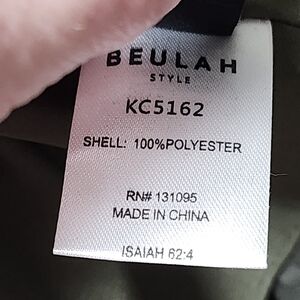 BEULAH
STYLE
KC5162
SHELL: 100%POLYESTER
RN# 131095
MADE IN CHINA
ISAIAH 62:4